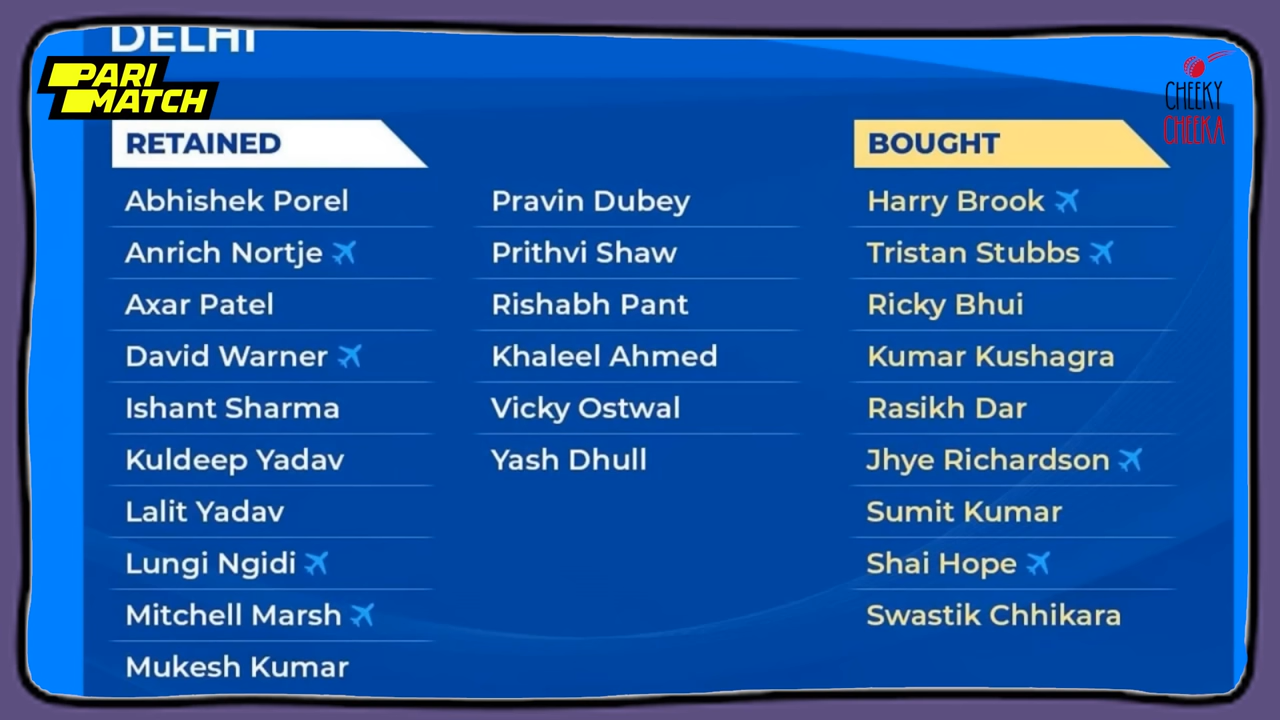 DELHI
PARI
MATCH
CHEEKY
CHEEKA
RETAINED
Abhishek Porel
Anrich Nortje
Axar Patel
David Warner
Ishant Sharma
Kuldeep Yadav
Lalit Yadav
Lungi Ngidi
Mitchell Marsh
Mukesh Kumar
Pravin Dubey
Prithvi Shaw
Rishabh Pant
Khaleel Ahmed
Vicky Ostwal
Yash Dhull
BOUGHT
Harry Brook
Tristan Stubbs
Ricky Bhui
Kumar Kushagra
Rasikh Dar
Jhye Richardson
Sumit Kumar
Shai Hope
Swastik Chhikara